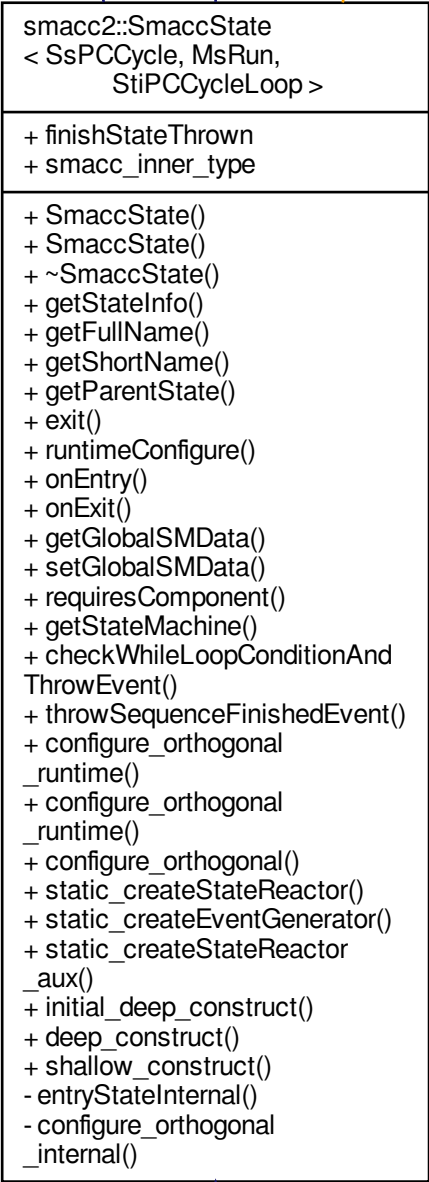 smacc2::SmaccState
< SsPCCycle, MsRun,
StiPCCycleLoop >
+ finishStateThrown
+ smacc_inner_type
+ SmaccState()
+ SmaccState()
+ ~SmaccState()
+ getStateInfo()
+ getFullName()
+ getShortName()
+ getParentState()
+ exit()
+ runtimeConfigure()
+ onEntry()
+ onExit()
+ getGlobalSMData()
+ setGlobalSMData()
+ requiresComponent()
+ getStateMachine()
+ checkWhileLoopConditionAnd
ThrowEvent()
+ throwSequenceFinishedEvent()
+ configure_orthogonal
_runtime()
+ configure_orthogonal
_runtime()
+ configure_orthogonal()
+ static_createStateReactor()
+ static_createEventGenerator()
+ static_createStateReactor
_aux()
+ initial_deep_construct()
+ deep_construct()
+ shallow_construct()
- entryStateInternal()
- configure_orthogonal
_internal()